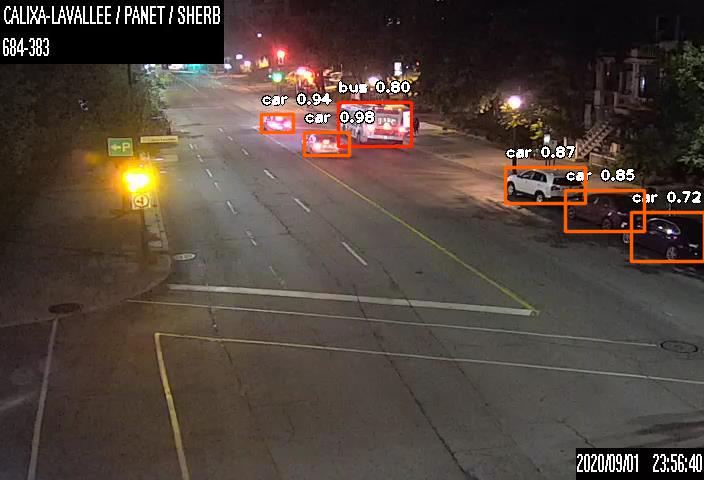 CALIXA-LAVALLEE / PANET / SHERB
684-383
bus 0.80
car 0.94
car 0.98
car 0.87
car 0.85
car 0.72
←P
2020/09/01 23:56:40